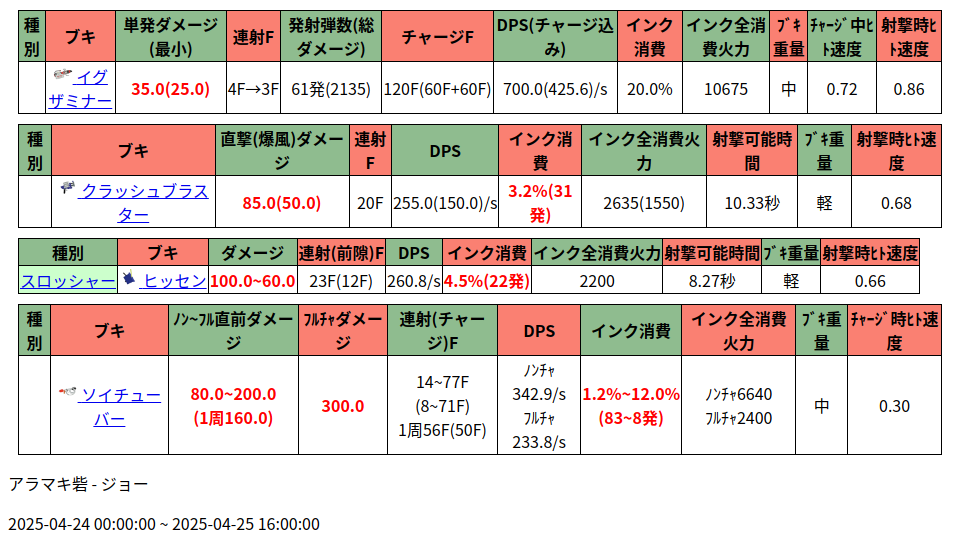 種別 ブキ 単発ダメージ(最小) 連射F 発射弾数(総ダメージ) チャージF DPS(チャージ込み) インク消費 インク全消費火力 ﾌﾞｷ重量 ﾁｬｰｼﾞ中ﾋﾄ速度 射撃時ﾋﾄ速度
イグザミナー 35.0(25.0) 4F→3F 61発(2135) 120F(60F+60F) 700.0(425.6)/s 20.0% 10675 中 0.72 0.86
種別 ブキ 直撃(爆風)ダメージ 連射F DPS インク消費 インク全消費火力 射撃可能時間 ﾌﾞｷ重量 射撃時ﾋﾄ速度
クラッシュブラスター 85.0(50.0) 20F 255.0(150.0)/s 3.2%(31発) 2635(1550) 10.33秒 軽 0.68
種別 ブキ ダメージ 連射(前隙)F DPS インク消費 インク全消費火力 射撃可能時間 ﾌﾞｷ重量 射撃時ﾋﾄ速度
スロッシャー ヒッセン 100.0~60.0 23F(12F) 260.8/s 4.5%(22発) 2200 8.27秒 軽 0.66
種別 ブキ ﾉﾝ~ﾌﾙ直前ダメージ ﾌﾙﾁｬダメージ 連射(チャージ)F DPS インク消費 インク全消費火力 ﾌﾞｷ重量 ﾁｬｰｼﾞ時ﾋﾄ速度
ソイチューバー 80.0~200.0(1周160.0) 300.0 14~77F(8~71F)1周56F(50F) ﾉﾝﾁｬ342.9/sﾌﾙﾁｬ233.8/s 1.2%~12.0%(83~8発) ﾉﾝﾁｬ6640ﾌﾙﾁｬ2400 中 0.30
アラマキ砦 - ジョー
2025-04-24 00:00:00 ~ 2025-04-25 16:00:00